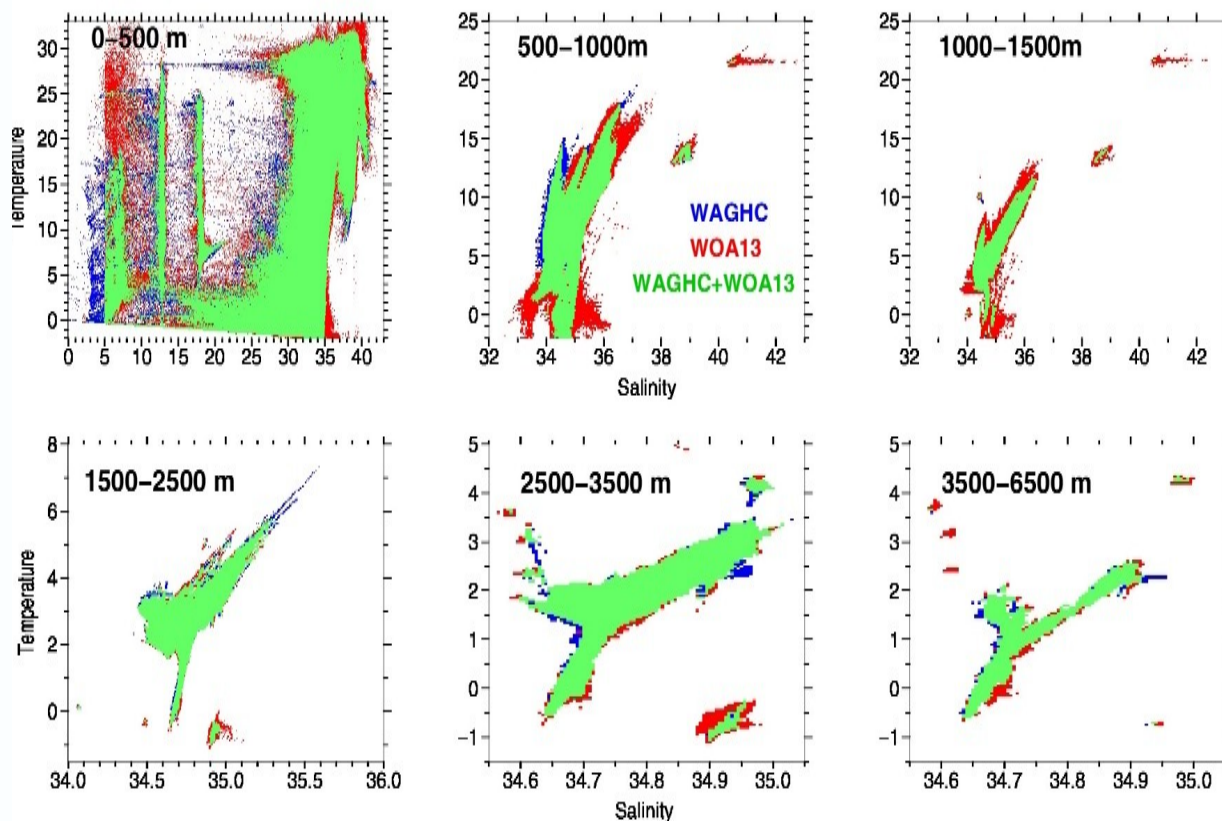 0–500 m
500–1000m
1000–1500m
Temperature
30
25
20
15
10
5
0
25
20
15
10
5
0
25
20
15
10
5
0
WAGHC
WOA13
WAGHC+WOA13
0 5 10 15 20 25 30 35 40
32 34 36 38 40 42
32 34 36 38 40 42
Salinity
1500–2500 m
2500–3500 m
3500–6500 m
Temperature
8
6
4
2
0
5
4
3
2
1
0
−1
5
4
3
2
1
0
−1
34.0 34.5 35.0 35.5 36.0
34.6 34.7 34.8 34.9 35.0
34.6 34.7 34.8 34.9 35.0
Salinity